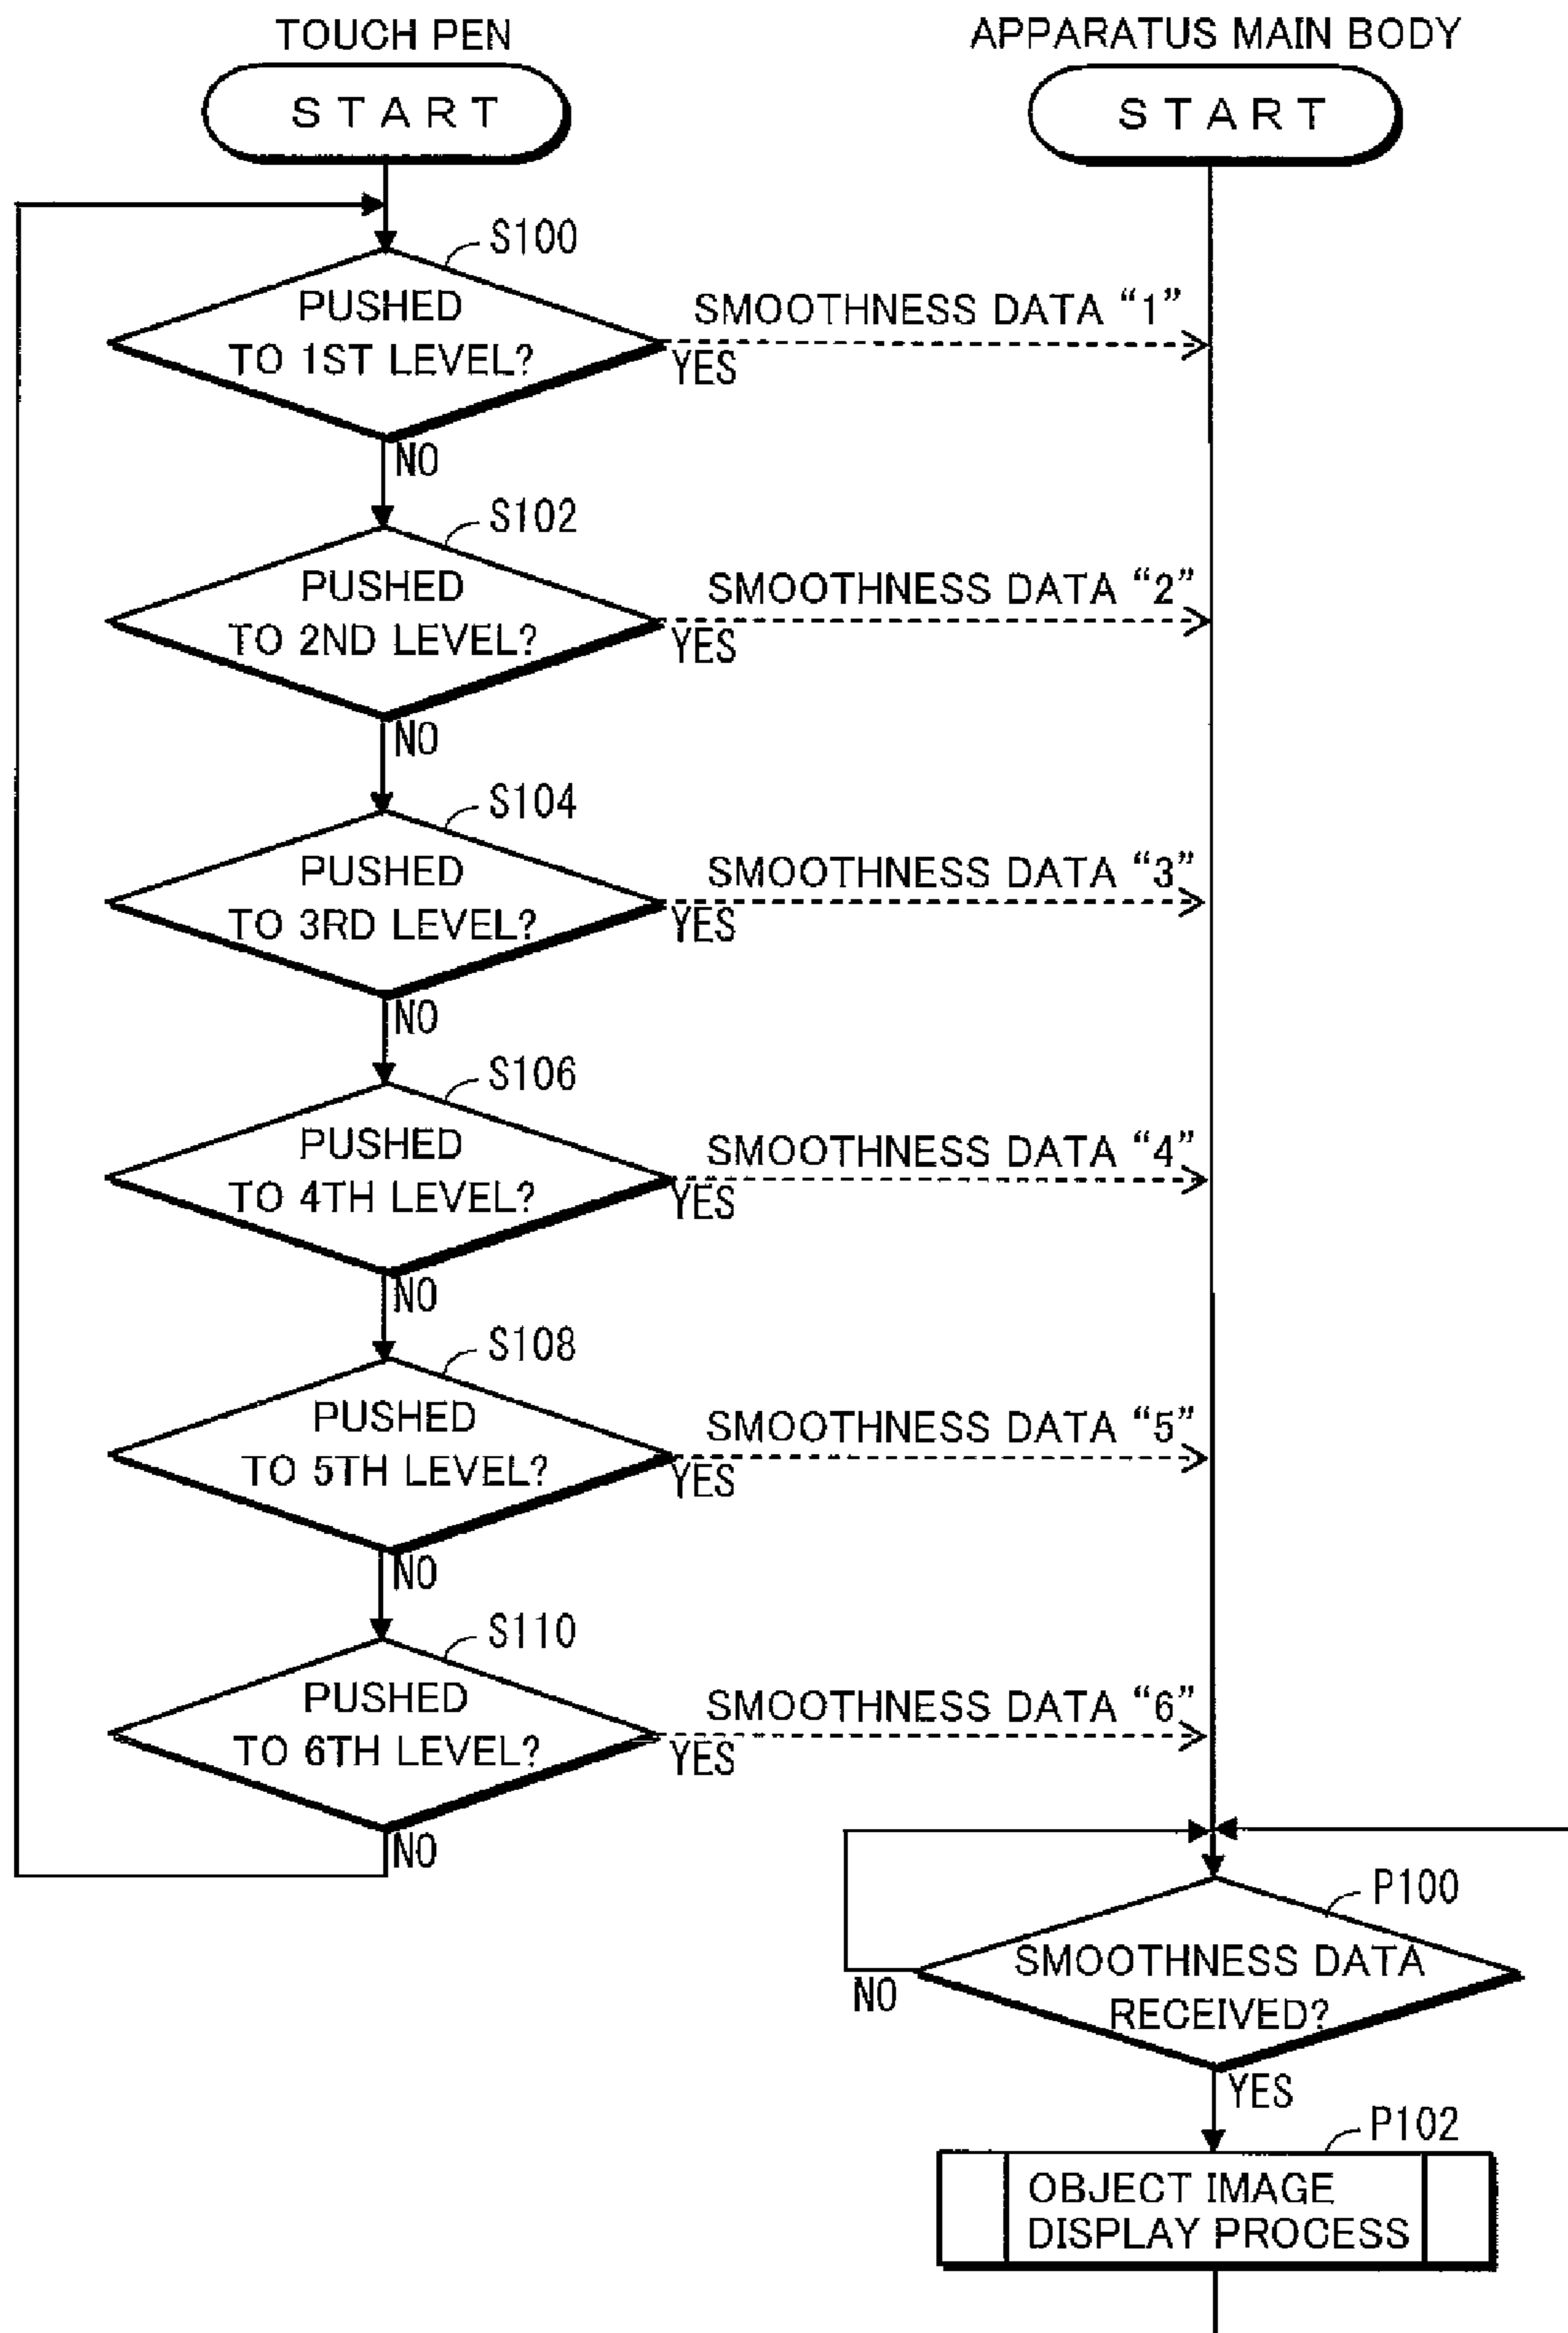 TOUCH PEN
START
S100
PUSHED
TO 1ST LEVEL?
SMOOTHNESS DATA “1”
YES
NO
S102
PUSHED
TO 2ND LEVEL?
SMOOTHNESS DATA “2”
YES
NO
S104
PUSHED
TO 3RD LEVEL?
SMOOTHNESS DATA “3”
YES
NO
S106
PUSHED
TO 4TH LEVEL?
SMOOTHNESS DATA “4”
YES
NO
S108
PUSHED
TO 5TH LEVEL?
SMOOTHNESS DATA “5”
YES
NO
S110
PUSHED
TO 6TH LEVEL?
SMOOTHNESS DATA “6”
YES
NO
APPARATUS MAIN BODY
START
P100
SMOOTHNESS DATA
RECEIVED?
NO
YES
P102
OBJECT IMAGE
DISPLAY PROCESS